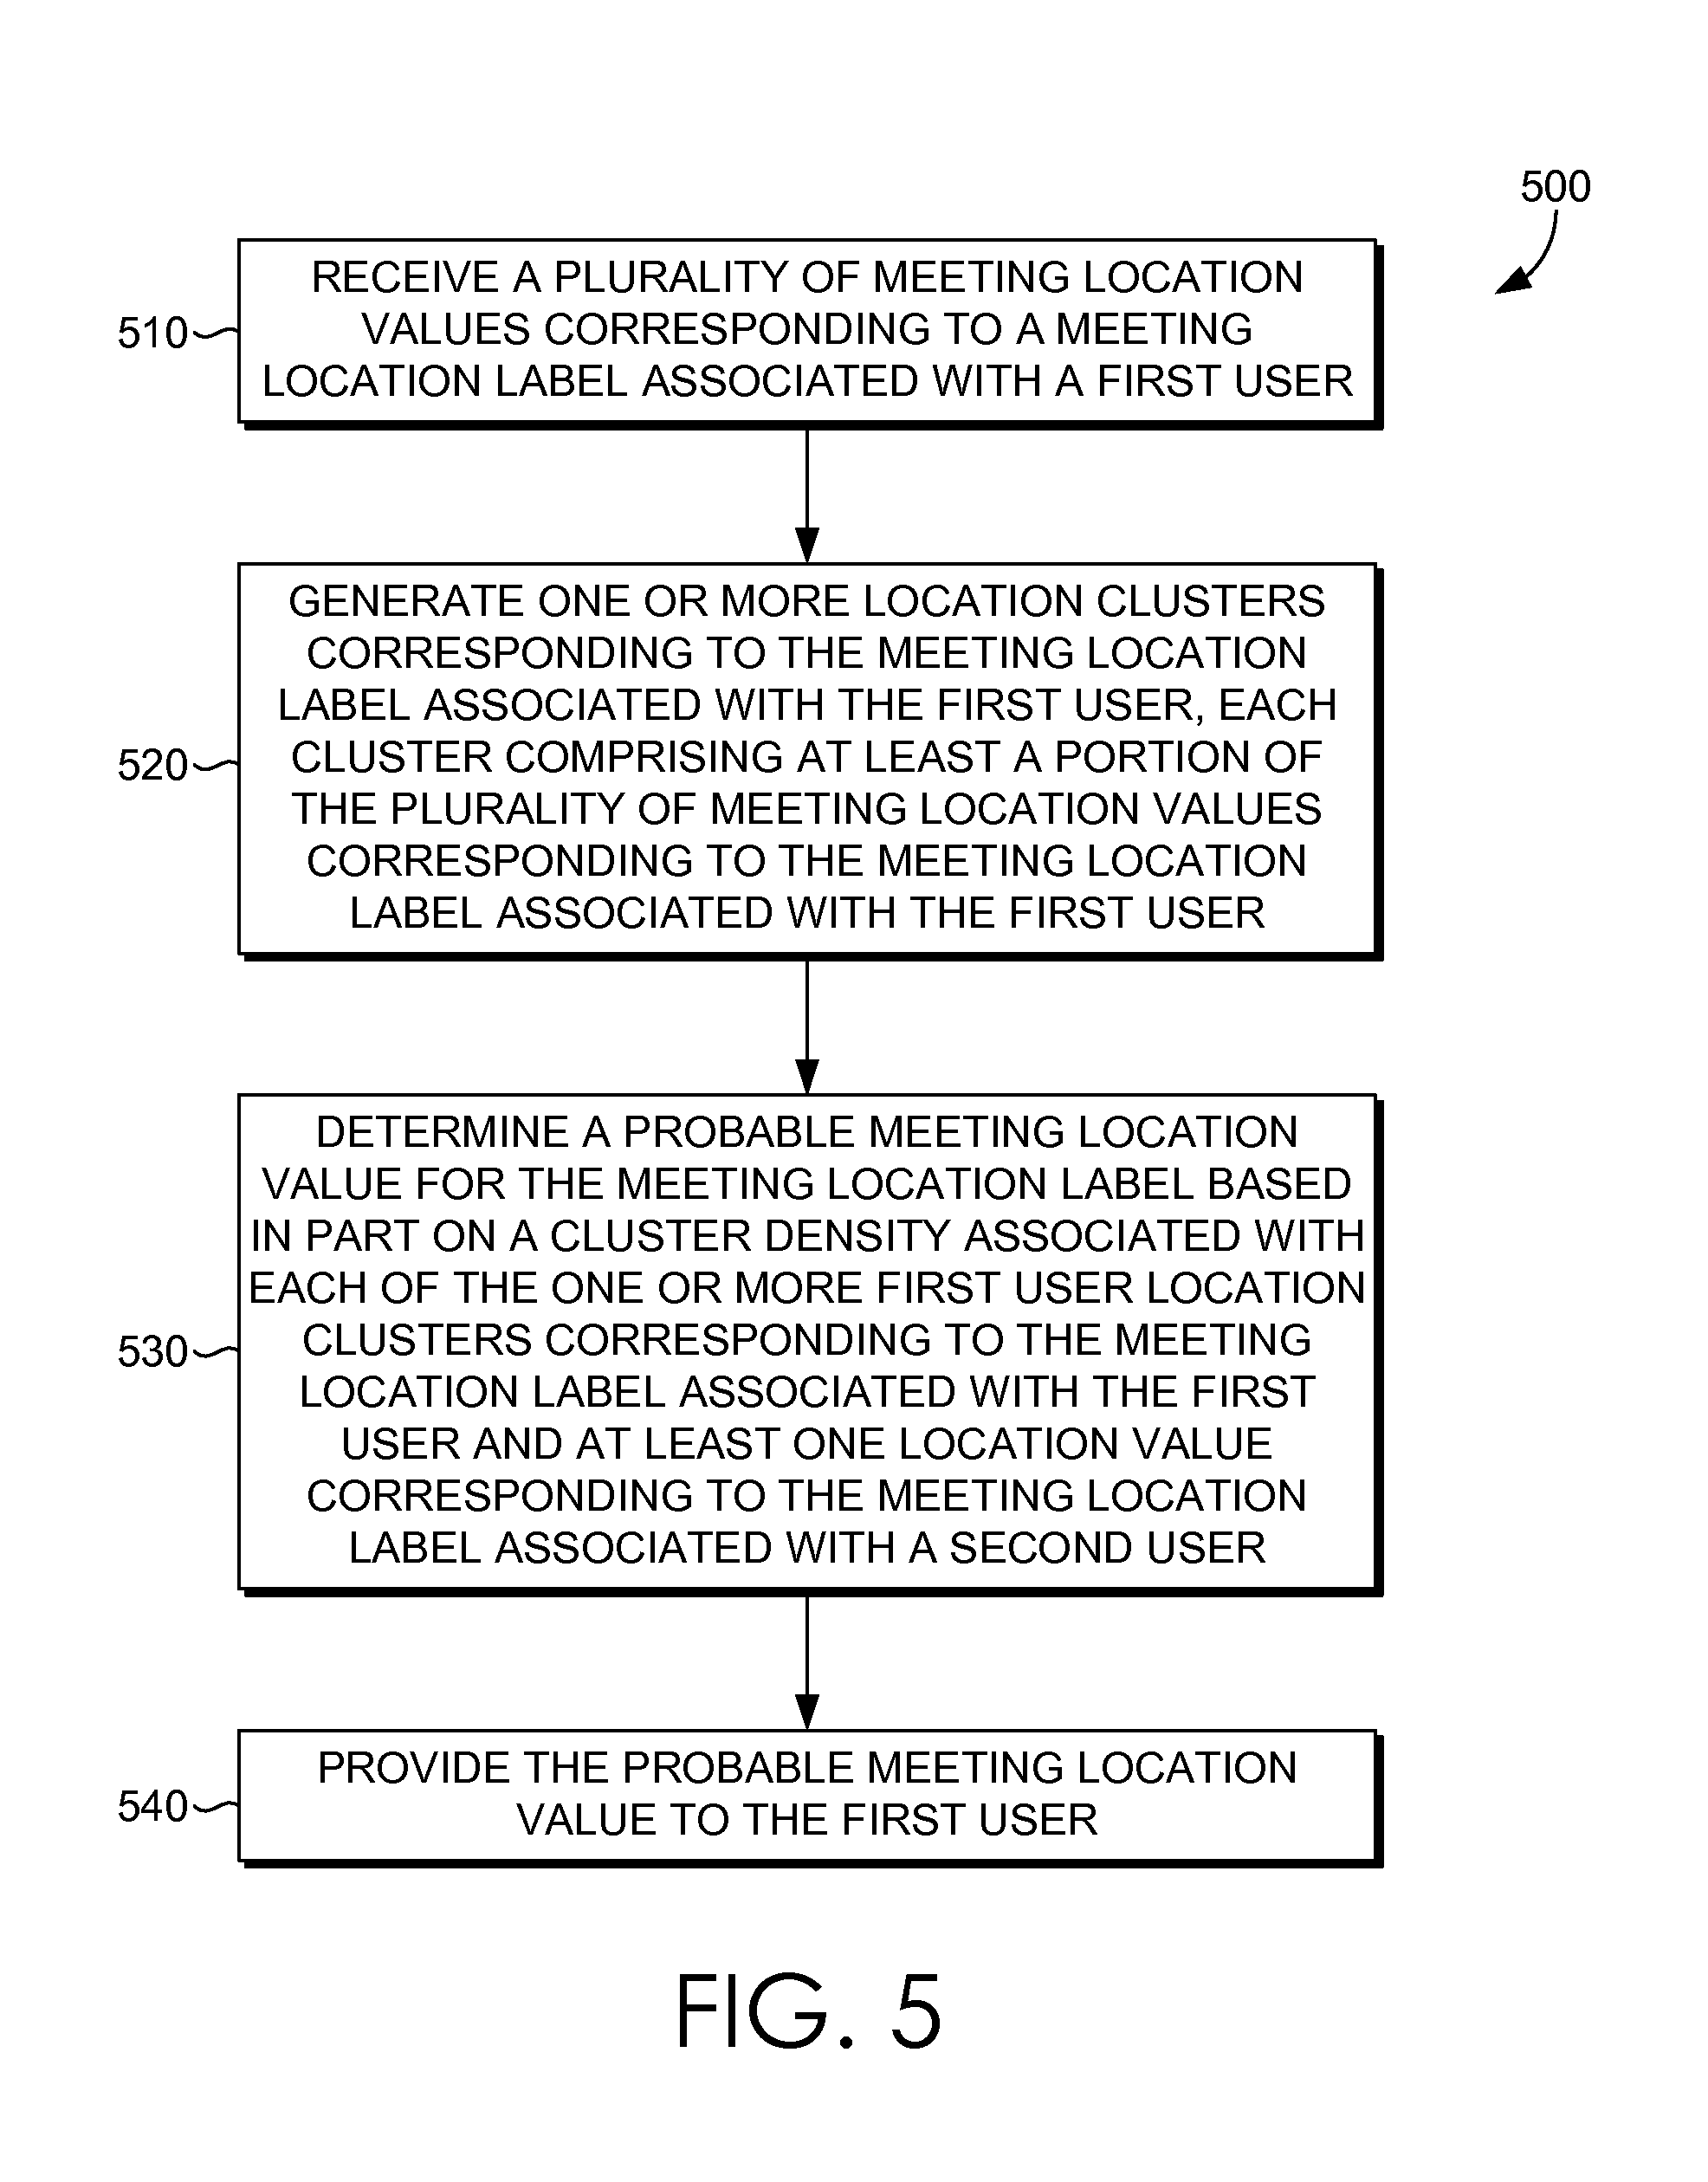 500
RECEIVE A PLURALITY OF MEETING LOCATION
VALUES CORRESPONDING TO A MEETING
LOCATION LABEL ASSOCIATED WITH A FIRST USER
510
GENERATE ONE OR MORE LOCATION CLUSTERS
CORRESPONDING TO THE MEETING LOCATION
LABEL ASSOCIATED WITH THE FIRST USER, EACH
CLUSTER COMPRISING AT LEAST A PORTION OF
THE PLURALITY OF MEETING LOCATION VALUES
CORRESPONDING TO THE MEETING LOCATION
LABEL ASSOCIATED WITH THE FIRST USER
520
DETERMINE A PROBABLE MEETING LOCATION
VALUE FOR THE MEETING LOCATION LABEL BASED
IN PART ON A CLUSTER DENSITY ASSOCIATED WITH
EACH OF THE ONE OR MORE FIRST USER LOCATION
CLUSTERS CORRESPONDING TO THE MEETING
LOCATION LABEL ASSOCIATED WITH THE FIRST
USER AND AT LEAST ONE LOCATION VALUE
CORRESPONDING TO THE MEETING LOCATION
LABEL ASSOCIATED WITH A SECOND USER
530
PROVIDE THE PROBABLE MEETING LOCATION
VALUE TO THE FIRST USER
540
FIG. 5